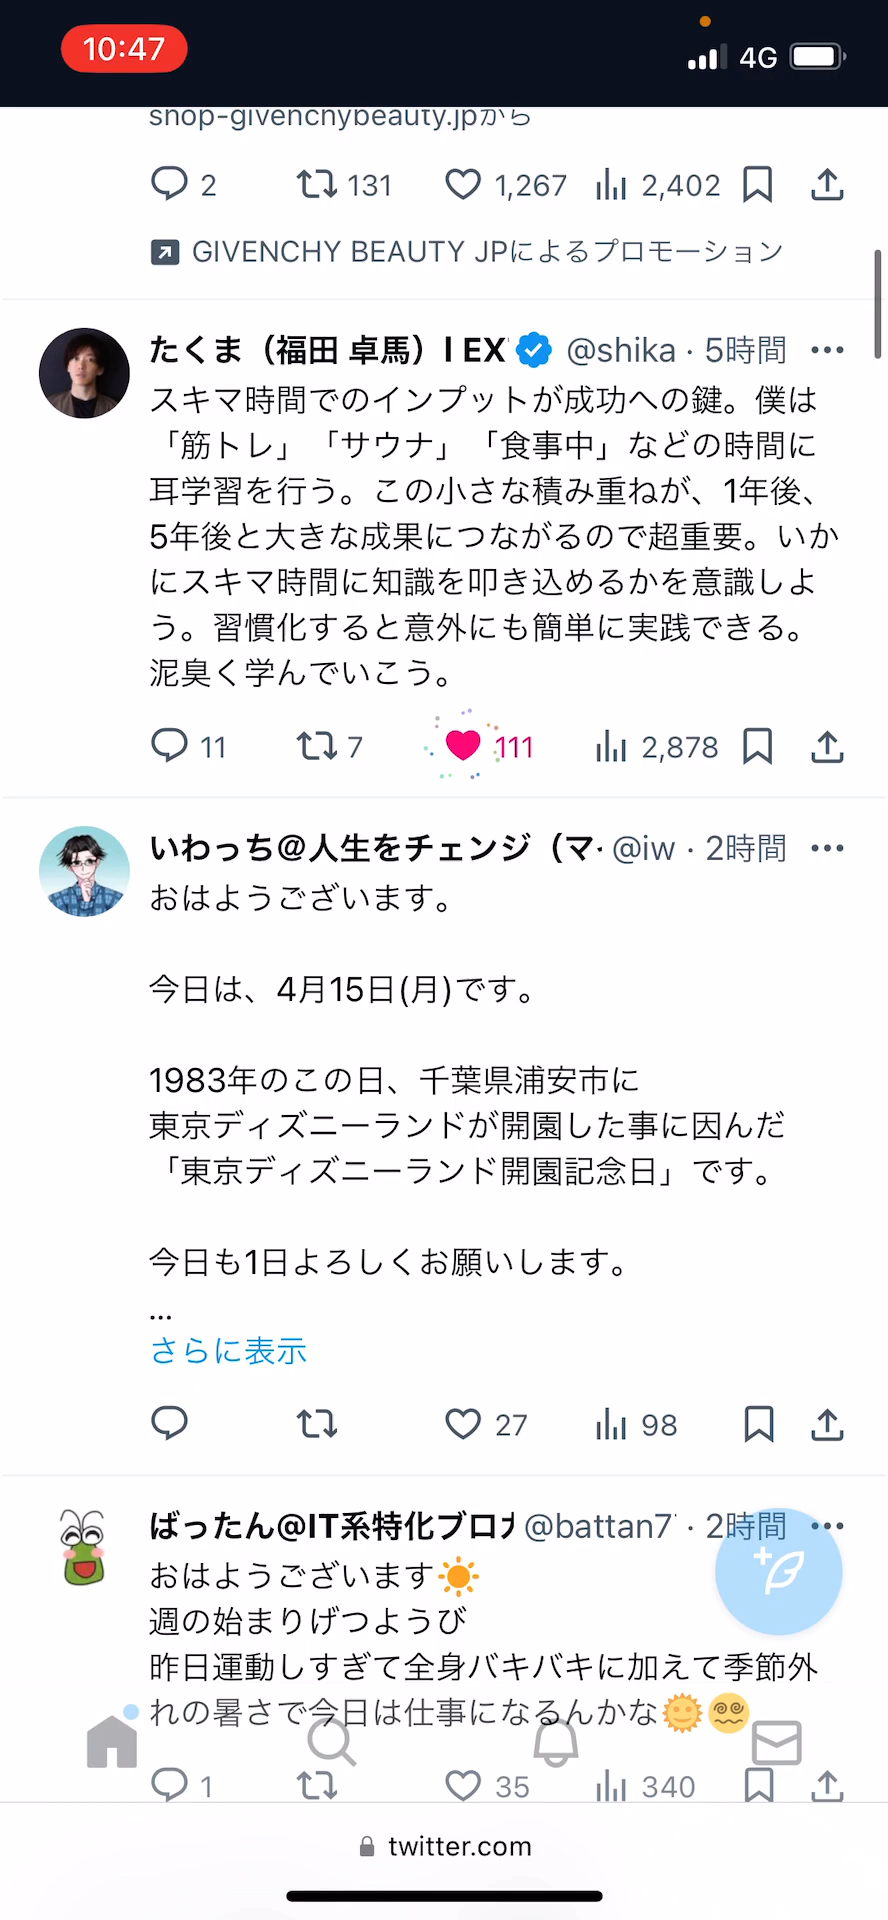 10:47
4G
shop-givenchybeauty.jpから
2 131 1,267 2,402
GIVENCHY BEAUTY JPによるプロモーション
たくま（福田 卓馬）l EX @shika · 5時間
スキマ時間でのインプットが成功への鍵。僕は
「筋トレ」「サウナ」「食事中」などの時間に
耳学習を行う。この小さな積み重ねが、1年後、
5年後と大きな成果につながるので超重要。いか
にスキマ時間に知識を叩き込めるかを意識しよ
う。習慣化すると意外にも簡単に実践できる。
泥臭く学んでいこう。
11 7 111 2,878
いわっち@人生をチェンジ（マ @iw · 2時間
おはようございます。
今日は、4月15日(月)です。
1983年のこの日、千葉県浦安市に
東京ディズニーランドが開園した事に因んだ
「東京ディズニーランド開園記念日」です。
今日も1日よろしくお願いします。
...
さらに表示
27 98
ばったん@IT系特化ブロガ @battan7 · 2時間
おはようございます☀️
週の始まりげつようび
昨日運動しすぎて全身バキバキに加えて季節外
れの暑さで今日は仕事になるんかな🌞😵‍💫
1 35 340
twitter.com